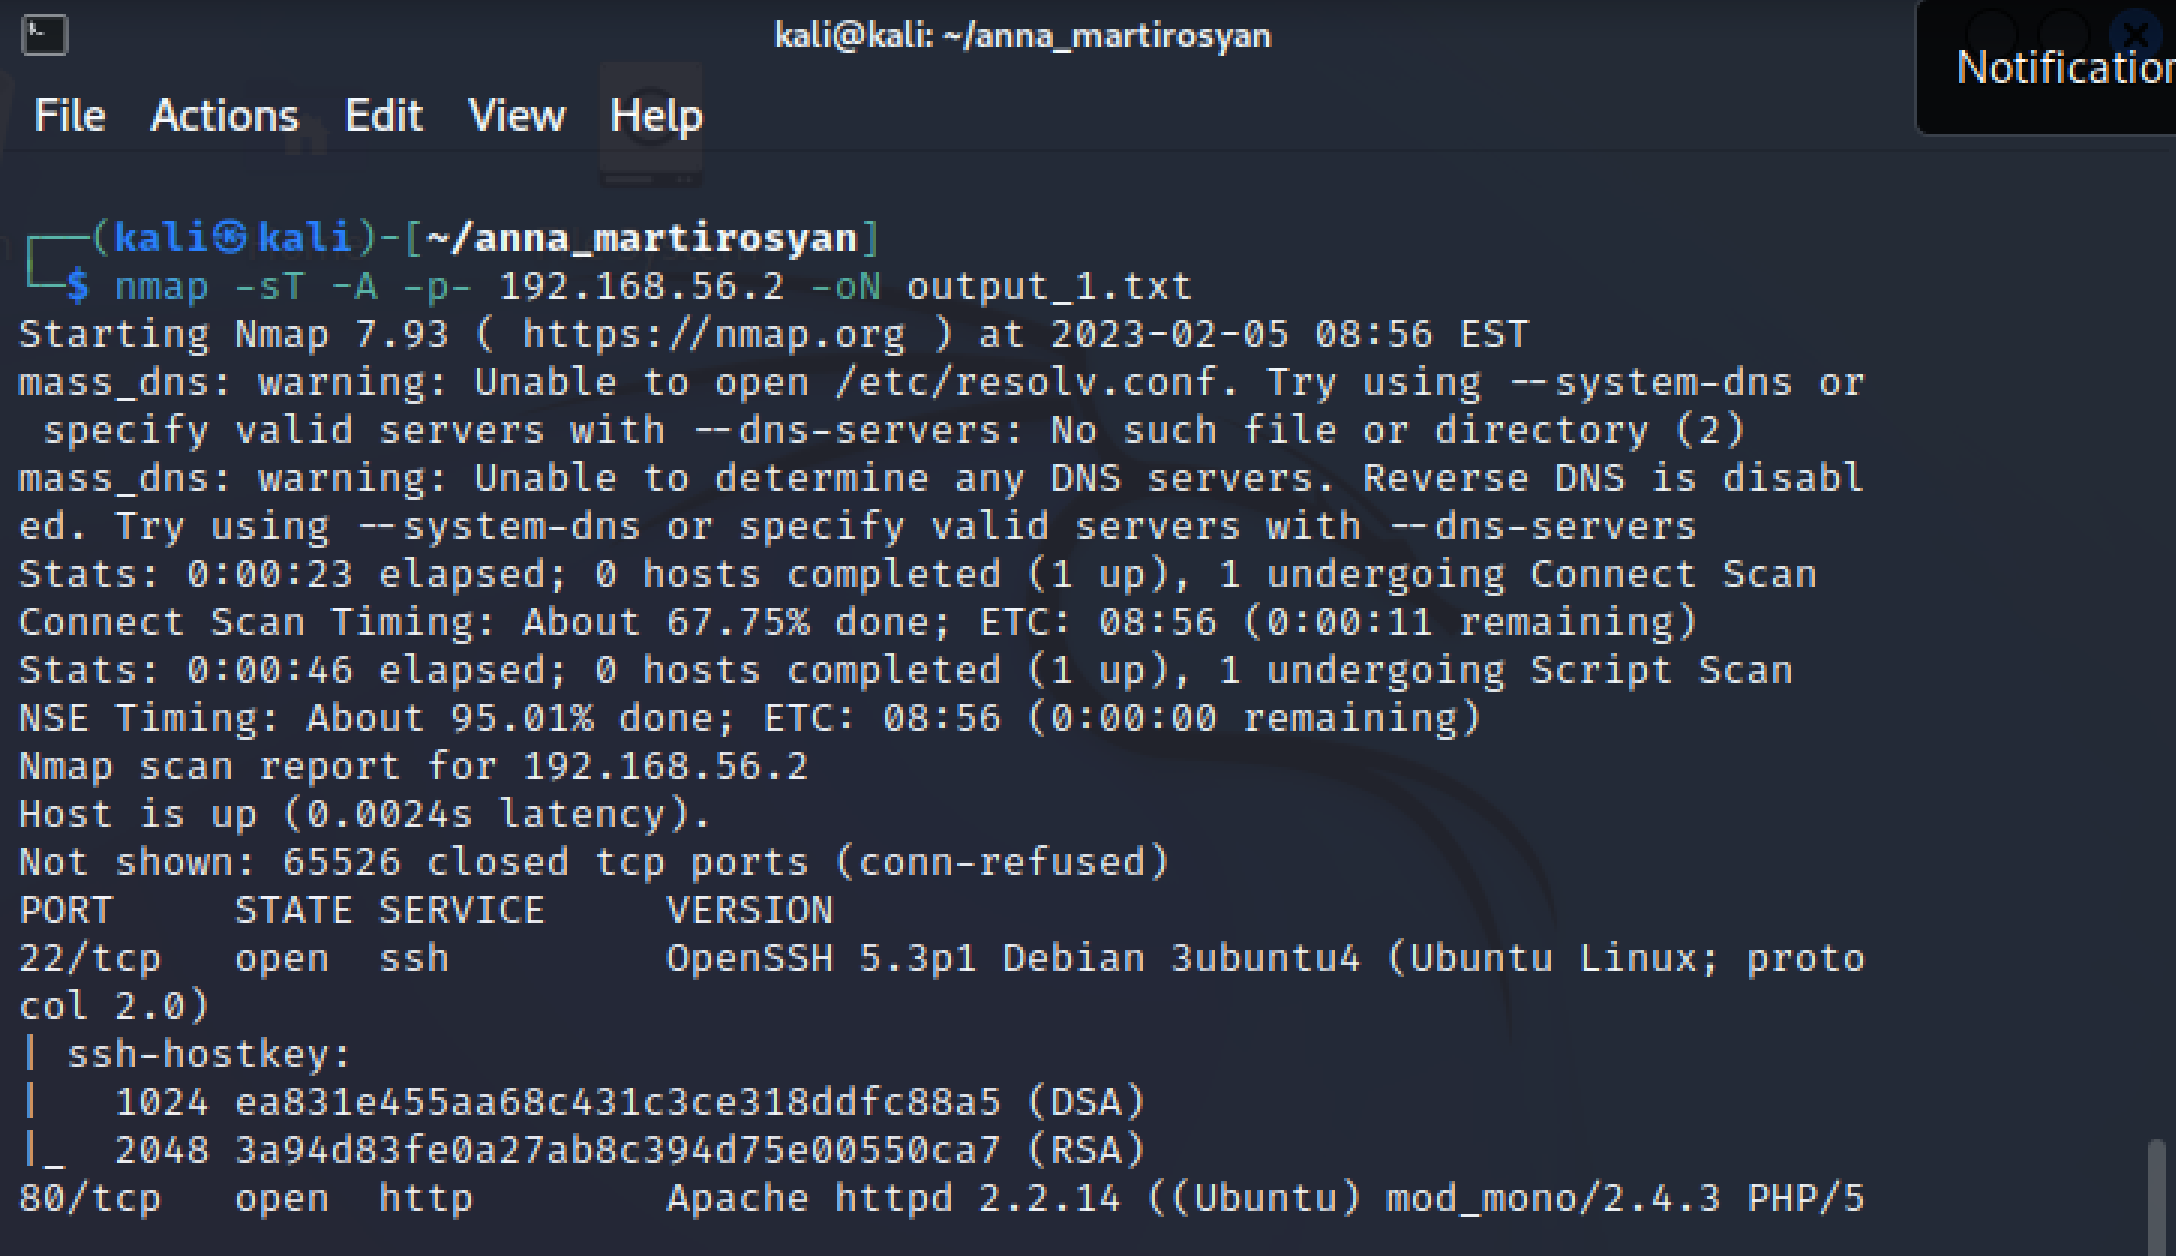 kali@kali: ~/anna_martirosyan
Notification
File Actions Edit View Help
┌──(kali㉿kali)-[~/anna_martirosyan]
└─$ nmap -sT -A -p- 192.168.56.2 -oN output_1.txt
Starting Nmap 7.93 ( https://nmap.org ) at 2023-02-05 08:56 EST
mass_dns: warning: Unable to open /etc/resolv.conf. Try using --system-dns or
 specify valid servers with --dns-servers: No such file or directory (2)
mass_dns: warning: Unable to determine any DNS servers. Reverse DNS is disabl
ed. Try using --system-dns or specify valid servers with --dns-servers
Stats: 0:00:23 elapsed; 0 hosts completed (1 up), 1 undergoing Connect Scan
Connect Scan Timing: About 67.75% done; ETC: 08:56 (0:00:11 remaining)
Stats: 0:00:46 elapsed; 0 hosts completed (1 up), 1 undergoing Script Scan
NSE Timing: About 95.01% done; ETC: 08:56 (0:00:00 remaining)
Nmap scan report for 192.168.56.2
Host is up (0.0024s latency).
Not shown: 65526 closed tcp ports (conn-refused)
PORT     STATE SERVICE     VERSION
22/tcp   open  ssh         OpenSSH 5.3p1 Debian 3ubuntu4 (Ubuntu Linux; proto
col 2.0)
| ssh-hostkey:
|   1024 ea831e455aa68c431c3ce318ddfc88a5 (DSA)
|_  2048 3a94d83fe0a27ab8c394d75e00550ca7 (RSA)
80/tcp   open  http        Apache httpd 2.2.14 ((Ubuntu) mod_mono/2.4.3 PHP/5